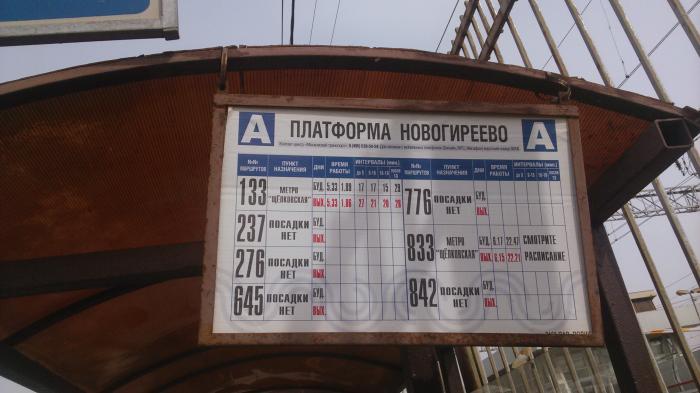 А ПЛАТФОРМА НОВОГИРЕЕВО А
№№ МАРШРУТОВ ПУНКТ НАЗНАЧЕНИЯ ДНИ ВРЕМЯ РАБОТЫ ИНТЕРВАЛЫ (мин.)
133 МЕТРО "ЩЁЛКОВСКАЯ" БУД. 5.33 1.09 17 17 15 29
ВЫХ. 5.33 1.06 27 21 20 28
237 ПОСАДКИ НЕТ БУД.
ВЫХ.
276 ПОСАДКИ НЕТ БУД.
ВЫХ.
645 ПОСАДКИ НЕТ БУД.
ВЫХ.
№№ МАРШРУТОВ ПУНКТ НАЗНАЧЕНИЯ ДНИ ВРЕМЯ РАБОТЫ ИНТЕРВАЛЫ (мин.)
776 ПОСАДКИ НЕТ БУД.
ВЫХ.
833 МЕТРО "ЩЁЛКОВСКАЯ" БУД. 6.17 22.47 СМОТРИТЕ
ВЫХ. 6.15 22.21 РАСПИСАНИЕ
842 ПОСАДКИ НЕТ БУД.
ВЫХ.